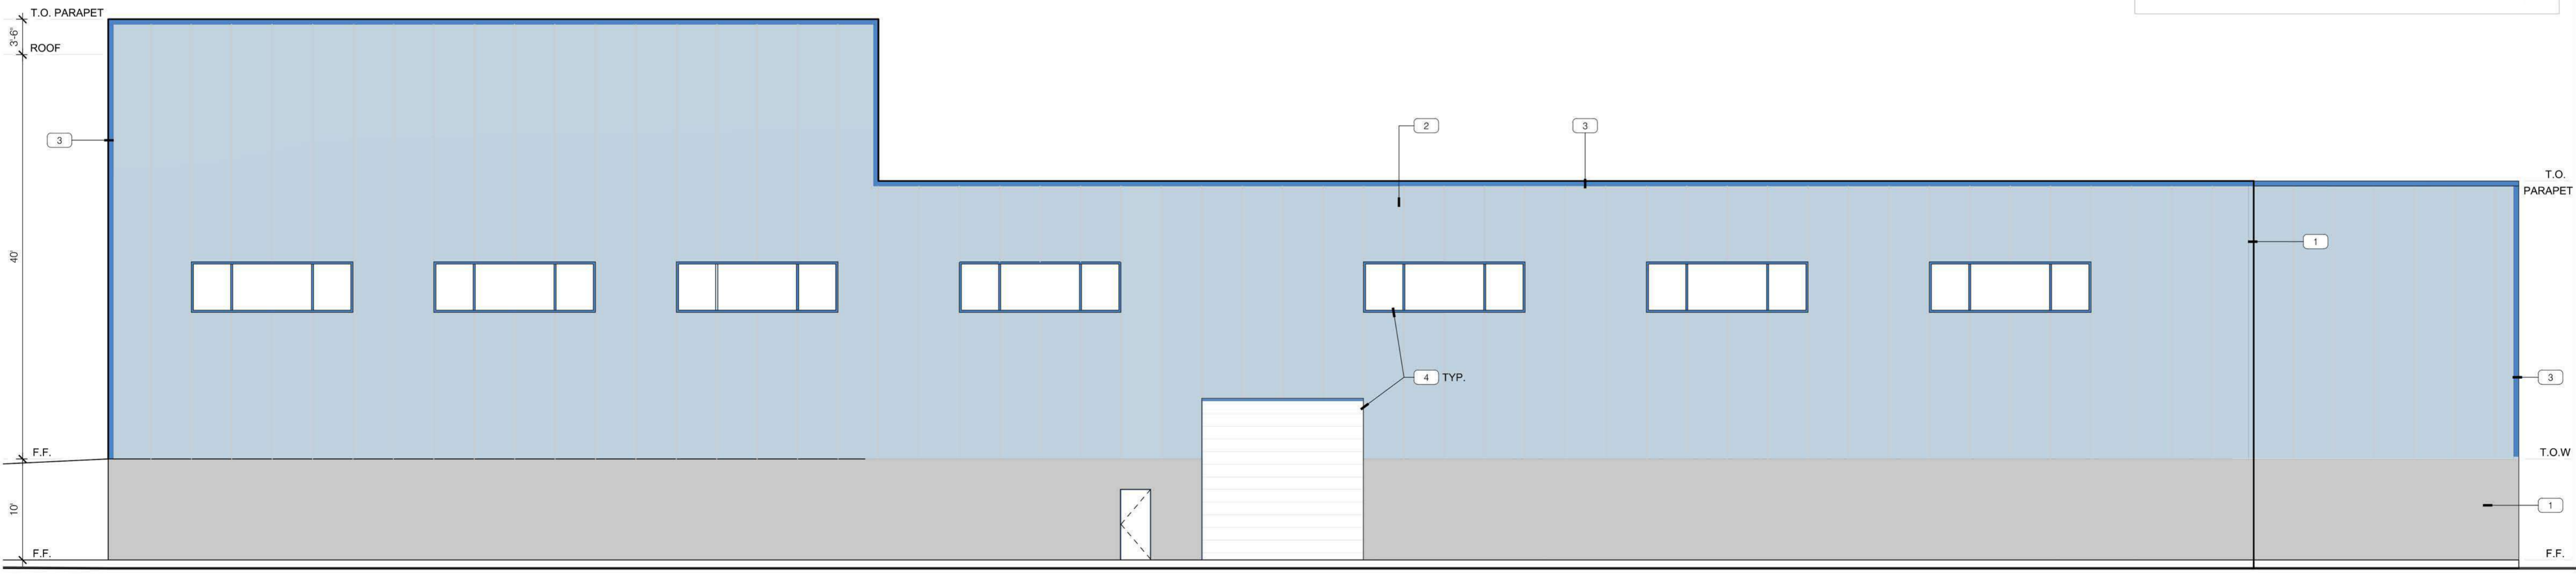 T.O. PARAPET
3'-6"
ROOF
3
2
3
T.O.
PARAPET
1
40'
4 TYP.
3
F.F.
T.O.W
10'
1
F.F.
F.F.